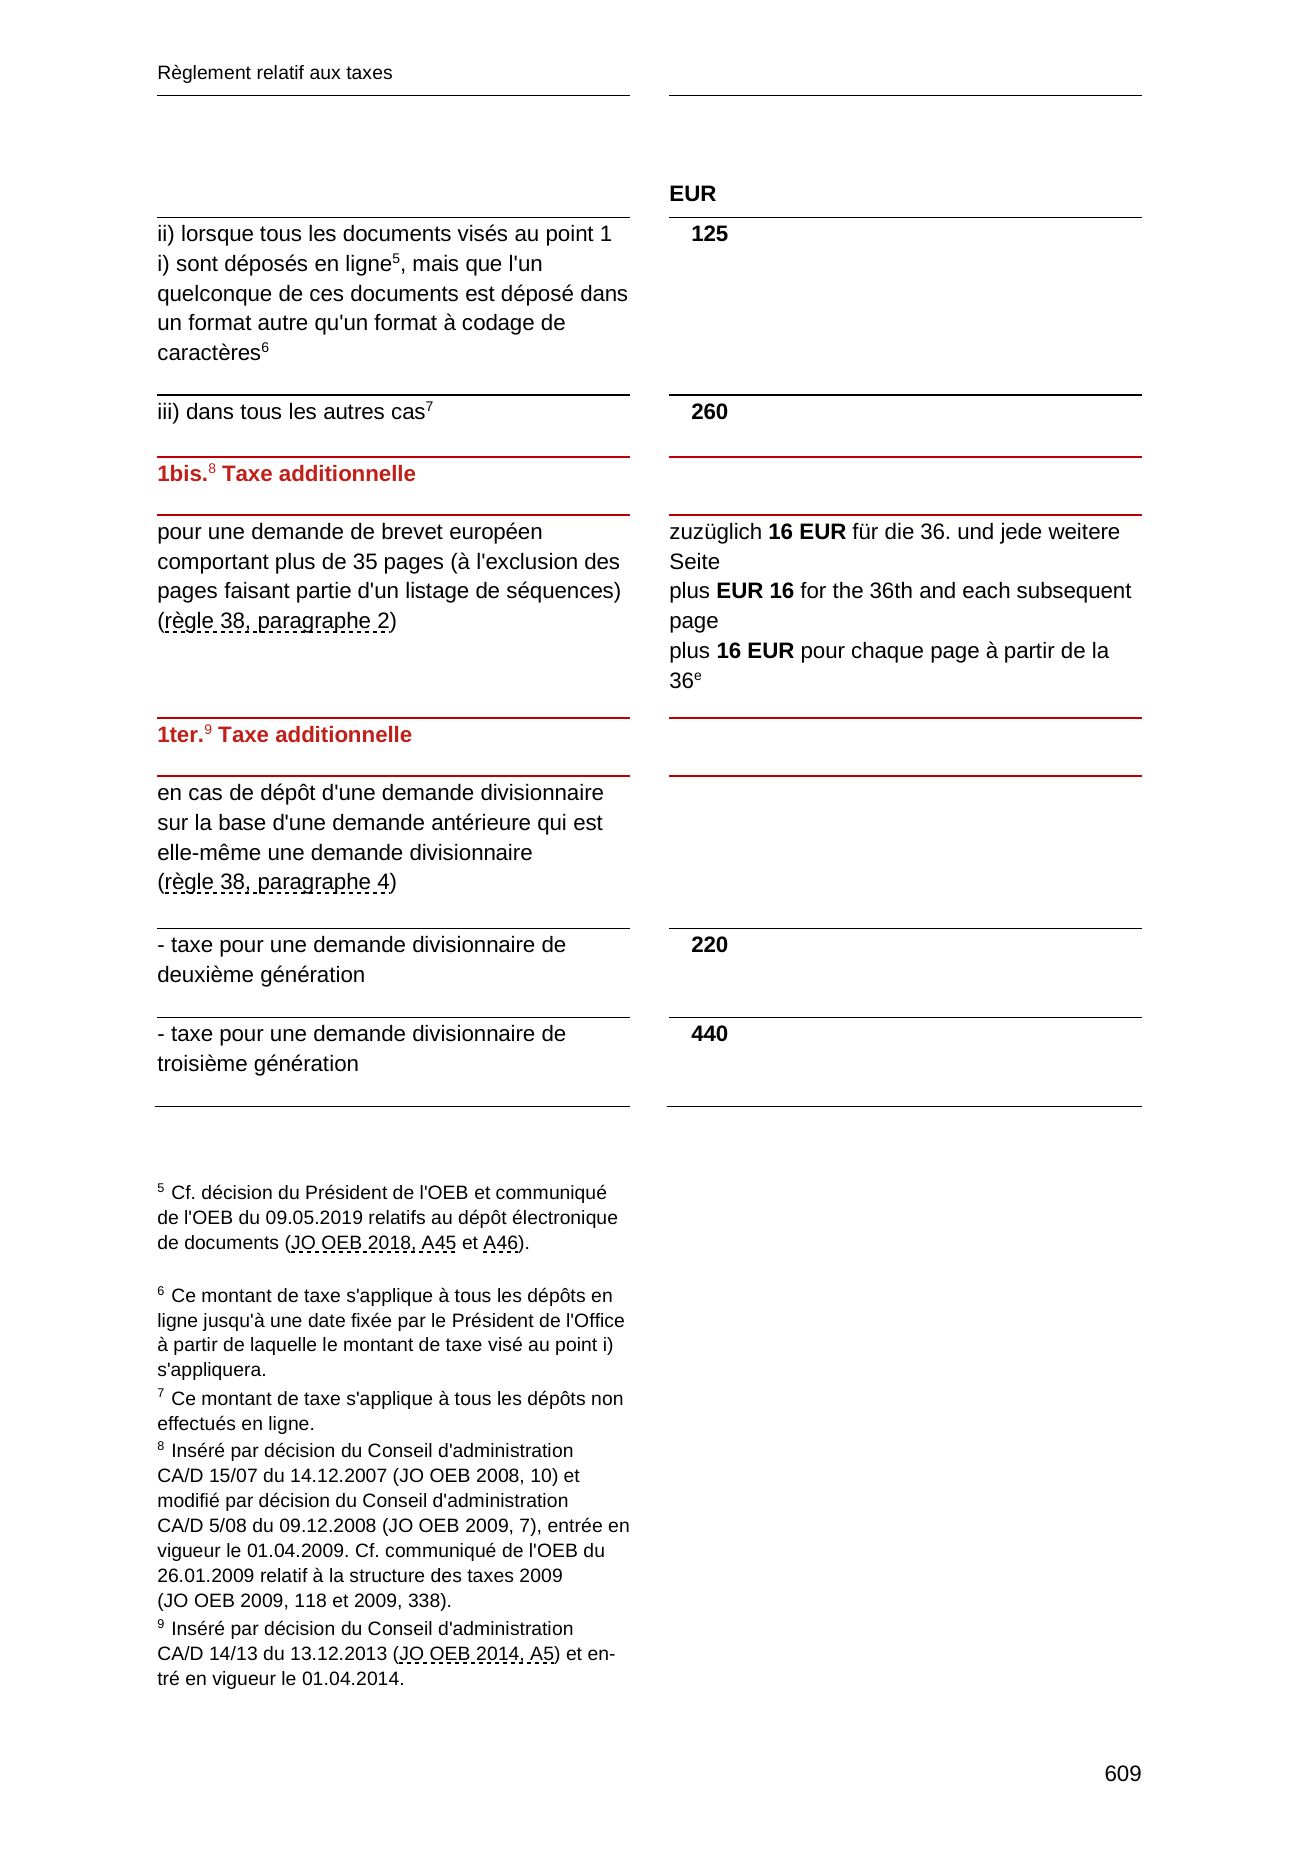 Règlement relatif aux taxes
EUR
ii) lorsque tous les documents visés au point 1
i) sont déposés en ligne5, mais que l'un
quelconque de ces documents est déposé dans
un format autre qu'un format à codage de
caractères6
125
iii) dans tous les autres cas7
260
1bis.8 Taxe additionnelle
pour une demande de brevet européen
comportant plus de 35 pages (à l'exclusion des
pages faisant partie d'un listage de séquences)
(règle 38, paragraphe 2)
zuzüglich 16 EUR für die 36. und jede weitere
Seite
plus EUR 16 for the 36th and each subsequent
page
plus 16 EUR pour chaque page à partir de la
36e
1ter.9 Taxe additionnelle
en cas de dépôt d'une demande divisionnaire
sur la base d'une demande antérieure qui est
elle-même une demande divisionnaire
(règle 38, paragraphe 4)
- taxe pour une demande divisionnaire de
deuxième génération
220
- taxe pour une demande divisionnaire de
troisième génération
440
5 Cf. décision du Président de l'OEB et communiqué
de l'OEB du 09.05.2019 relatifs au dépôt électronique
de documents (JO OEB 2018, A45 et A46).
6 Ce montant de taxe s'applique à tous les dépôts en
ligne jusqu'à une date fixée par le Président de l'Office
à partir de laquelle le montant de taxe visé au point i)
s'appliquera.
7 Ce montant de taxe s'applique à tous les dépôts non
effectués en ligne.
8 Inséré par décision du Conseil d'administration
CA/D 15/07 du 14.12.2007 (JO OEB 2008, 10) et
modifié par décision du Conseil d'administration
CA/D 5/08 du 09.12.2008 (JO OEB 2009, 7), entrée en
vigueur le 01.04.2009. Cf. communiqué de l'OEB du
26.01.2009 relatif à la structure des taxes 2009
(JO OEB 2009, 118 et 2009, 338).
9 Inséré par décision du Conseil d'administration
CA/D 14/13 du 13.12.2013 (JO OEB 2014, A5) et en-
tré en vigueur le 01.04.2014.
609